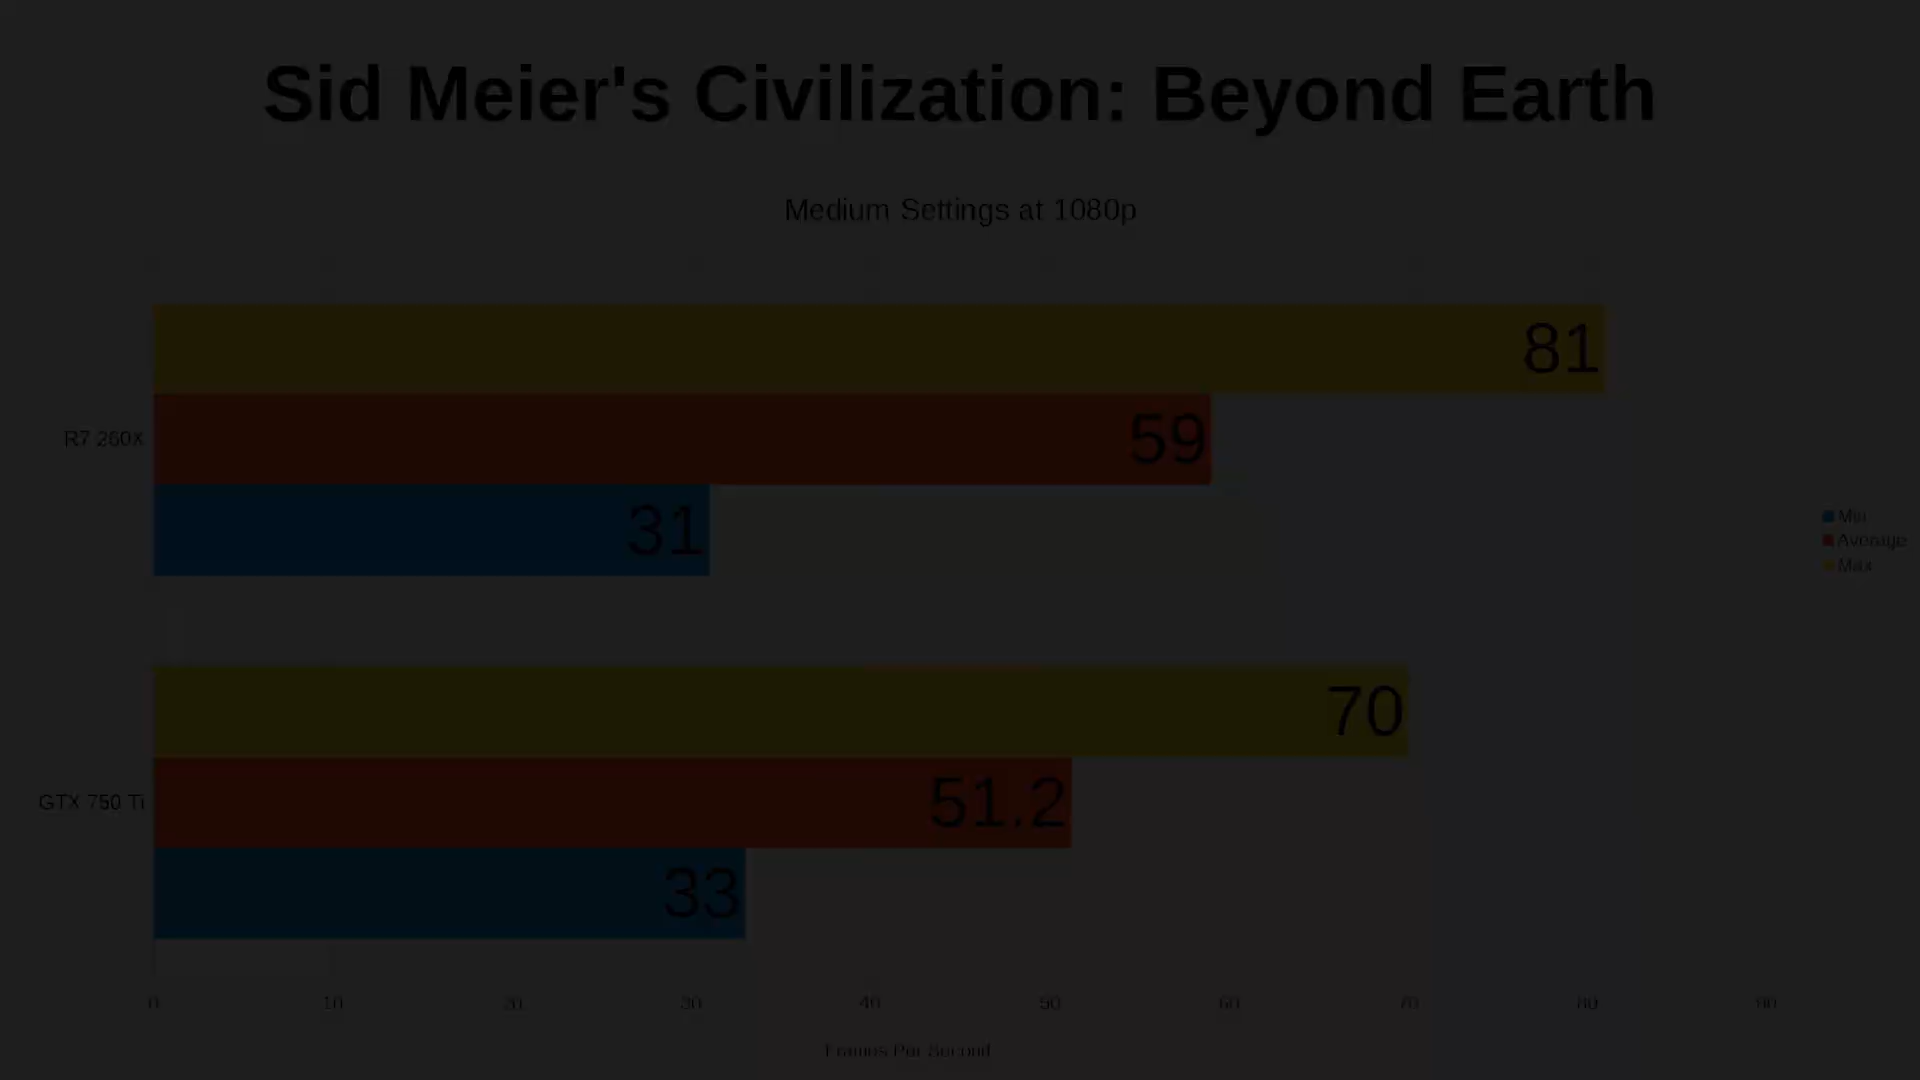 Sid Meier's Civilization: Beyond Earth
Medium Settings at 1080p
81
59
R7 260X
31
Min
Average
Max
70
51.2
GTX 750 Ti
33
0 10 20 30 40 50 60 70 80 90
Frames Per Second